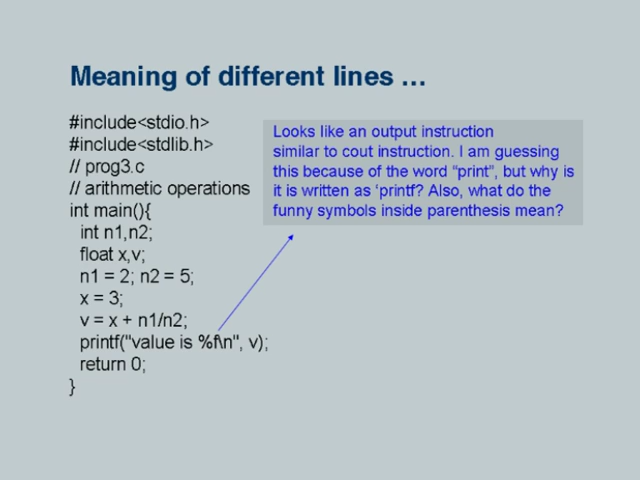 Meaning of different lines ...
#include<stdio.h>
#include<stdlib.h>
// prog3.c
// arithmetic operations
int main(){
int n1,n2;
float x,v;
n1 = 2; n2 = 5;
x = 3;
v = x + n1/n2;
printf("value is %f\n", v);
return 0;
}
Looks like an output instruction
similar to cout instruction. I am guessing
this because of the word "print", but why is
it is written as 'printf? Also, what do the
funny symbols inside parenthesis mean?